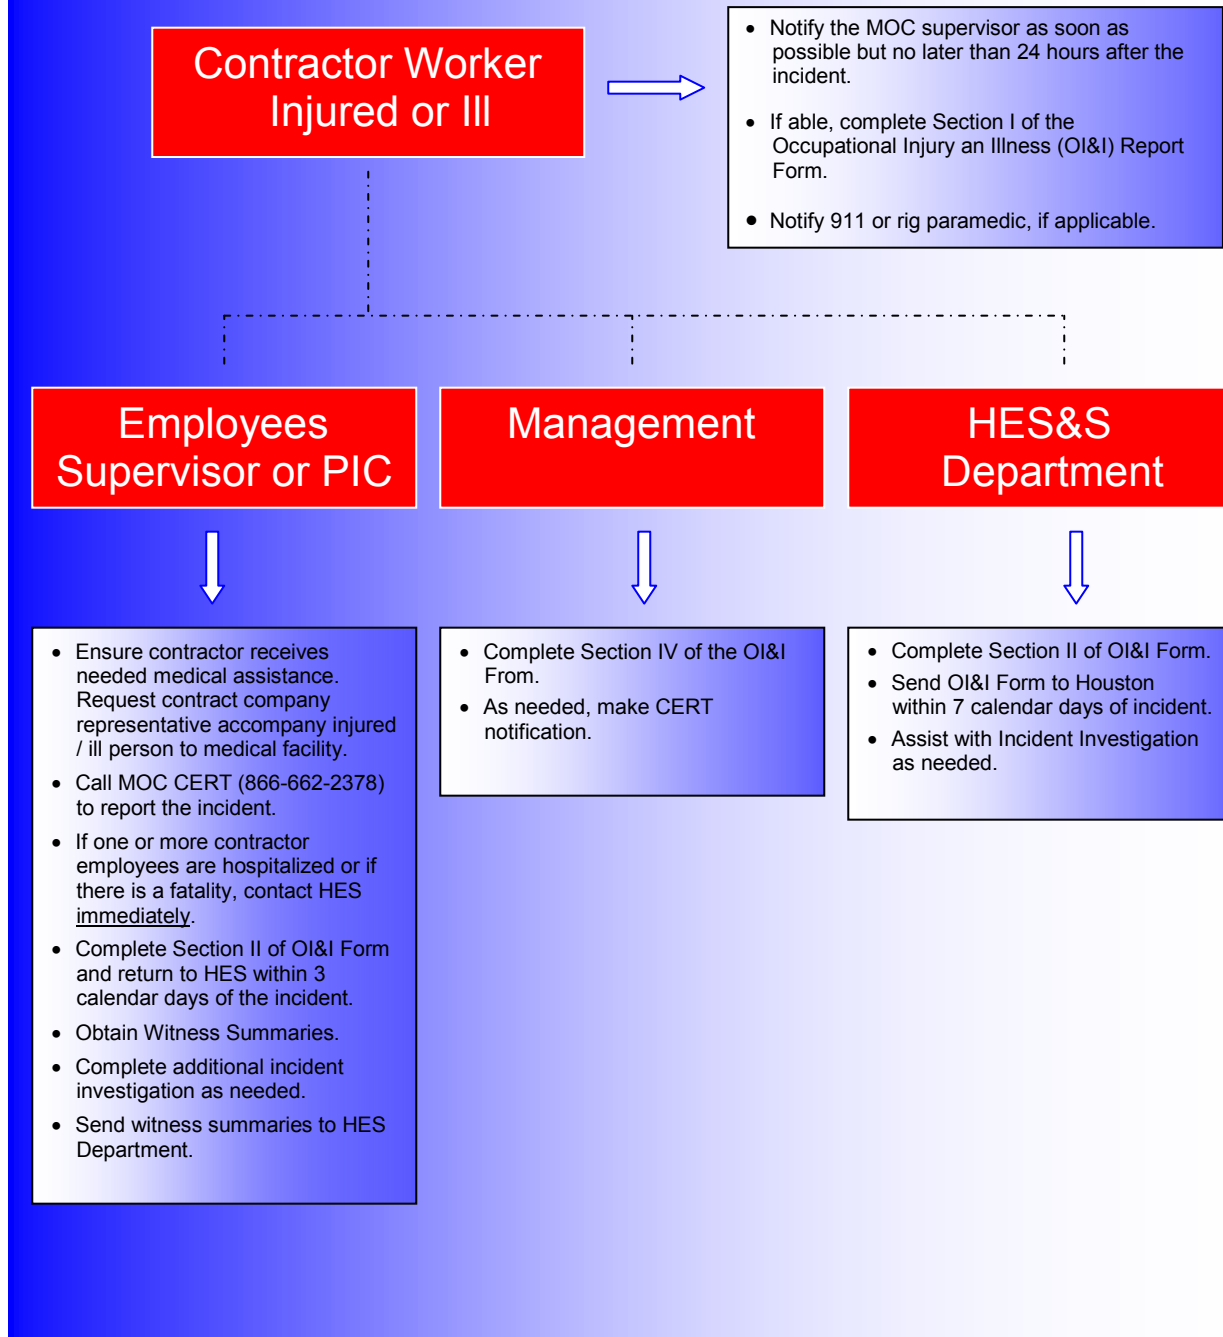 Contractor Worker
Injured or Ill
• Notify the MOC supervisor as soon as
possible but no later than 24 hours after the
incident.
• If able, complete Section I of the
Occupational Injury an Illness (OI&I) Report
Form.
• Notify 911 or rig paramedic, if applicable.
Employees
Supervisor or PIC
Management
HES&S
Department
• Ensure contractor receives
needed medical assistance.
Request contract company
representative accompany injured
/ ill person to medical facility.
• Call MOC CERT (866-662-2378)
to report the incident.
• If one or more contractor
employees are hospitalized or if
there is a fatality, contact HES
immediately.
• Complete Section II of OI&I Form
and return to HES within 3
calendar days of the incident.
• Obtain Witness Summaries.
• Complete additional incident
investigation as needed.
• Send witness summaries to HES
Department.
• Complete Section IV of the OI&I
From.
• As needed, make CERT
notification.
• Complete Section II of OI&I Form.
• Send OI&I Form to Houston
within 7 calendar days of incident.
• Assist with Incident Investigation
as needed.